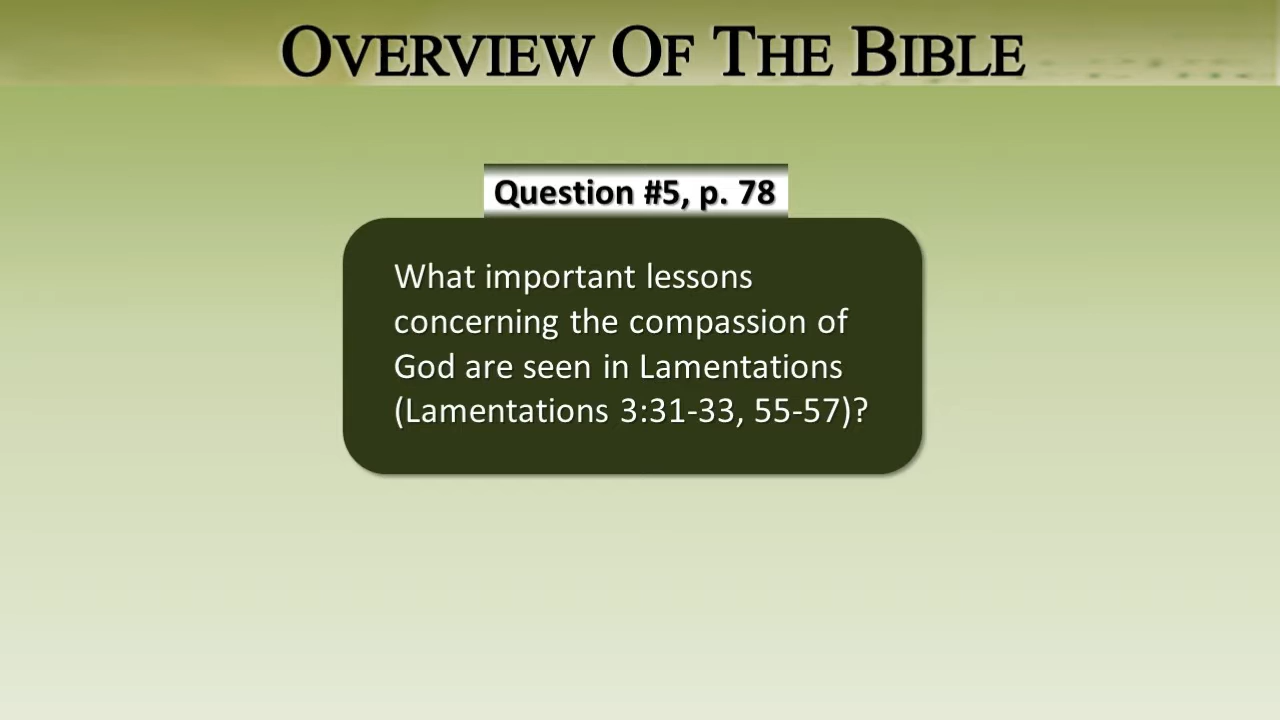 OVERVIEW OF THE BIBLE
Question #5, p. 78
What important lessons
concerning the compassion of
God are seen in Lamentations
(Lamentations 3:31-33, 55-57)?